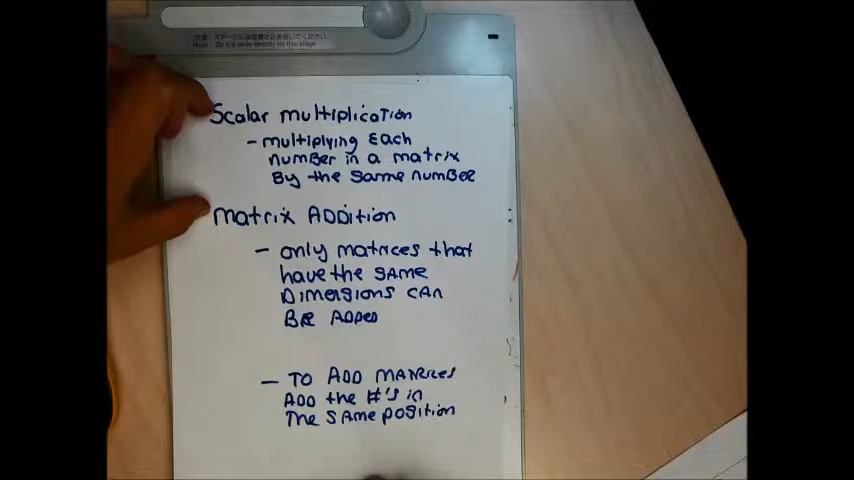 Scalar multiplication
- multiplying Each
number in a matrix
By the same number
Matrix Addition
- only matrices that
have the same
Dimensions can
Be Added
- To Add matrices
Add the #'s in
The same position